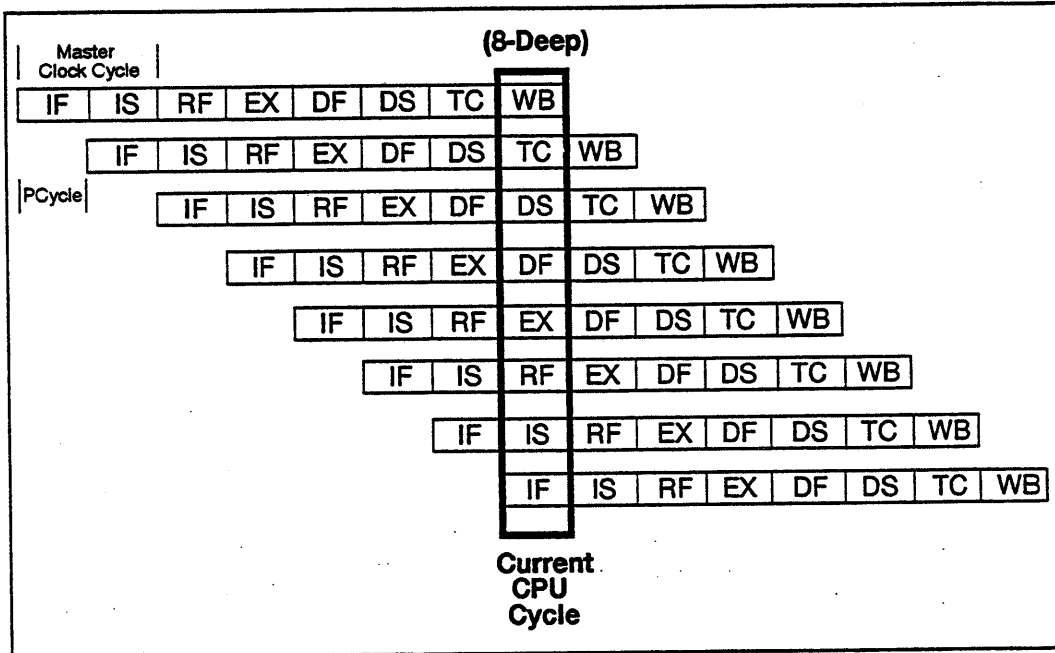 (8-Deep)
Master
Clock Cycle
IF IS RF EX DF DS TC WB
IF IS RF EX DF DS TC WB
PCycle
IF IS RF EX DF DS TC WB
IF IS RF EX DF DS TC WB
IF IS RF EX DF DS TC WB
IF IS RF EX DF DS TC WB
IF IS RF EX DF DS TC WB
IF IS RF EX DF DS TC WB
Current
CPU
Cycle